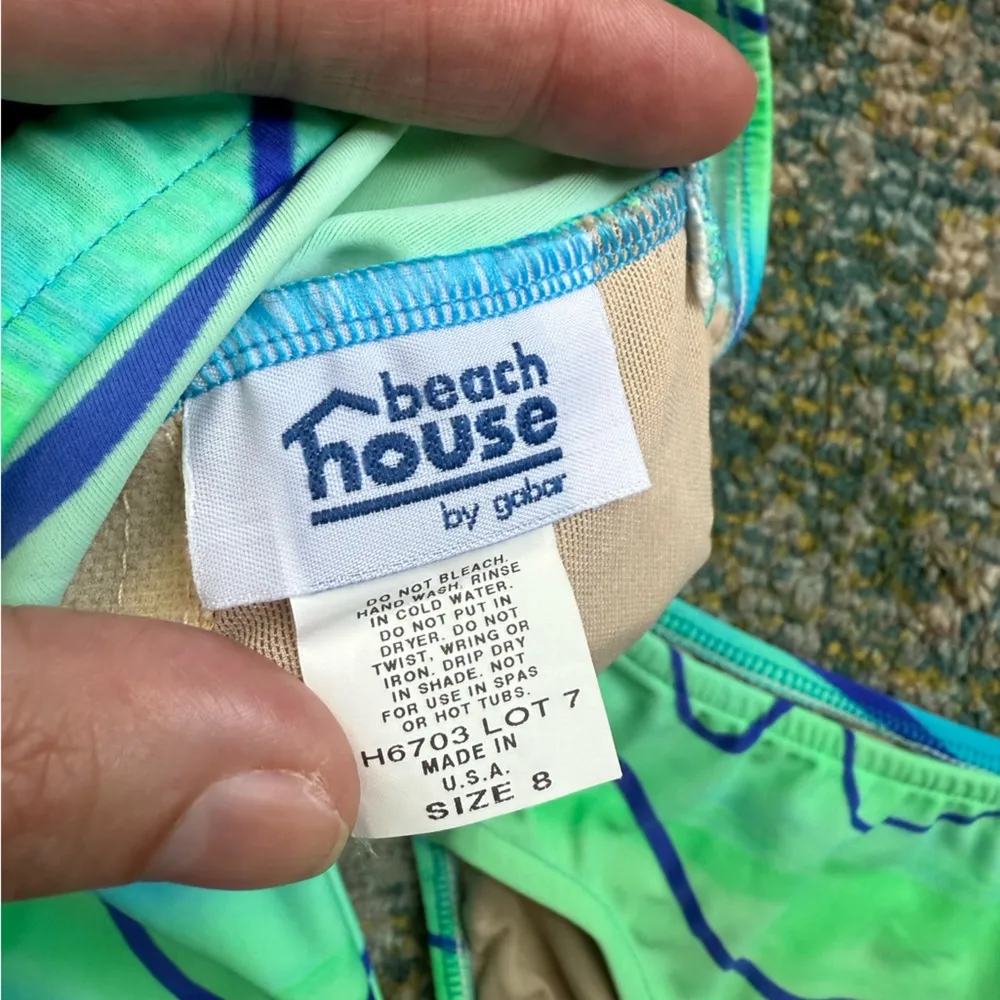 beach
house
by gabar
DO NOT BLEACH.
HAND WASH, RINSE
IN COLD WATER.
DO NOT PUT IN
DRYER. DO NOT
TWIST, WRING OR
IRON, DRIP DRY
IN SHADE. NOT
FOR USE IN SPAS
OR HOT TUBS.
H6703 LOT 7
MADE IN
U.S.A.
SIZE 8